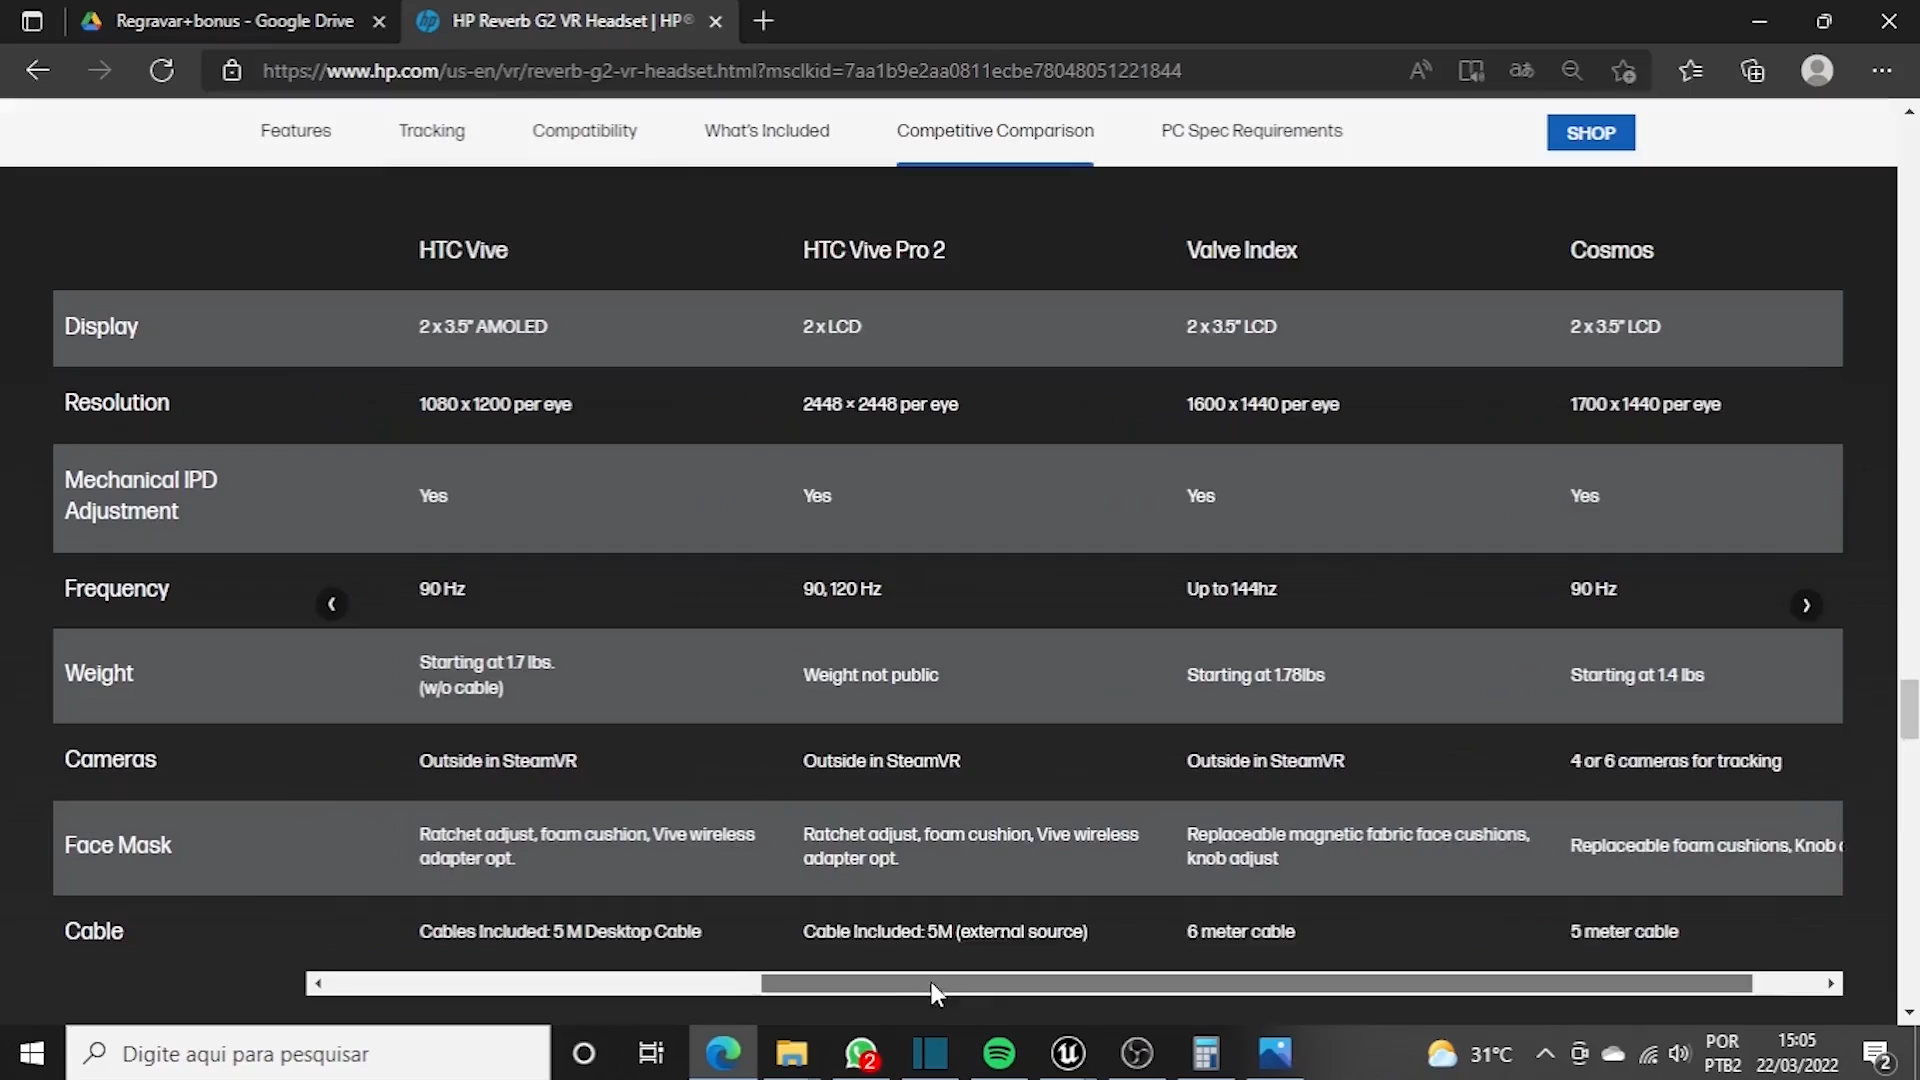 Regravar+bonus - Google Drive
HP Reverb G2 VR Headset | HP®
https://www.hp.com/us-en/vr/reverb-g2-vr-headset.html?msclkid=7aa1b9e2aa0811ecbe78048051221844
Features
Tracking
Compatibility
What's Included
Competitive Comparison
PC Spec Requirements
SHOP
HTC Vive
HTC Vive Pro 2
Valve Index
Cosmos
Display
2 x 3.5" AMOLED
2 x LCD
2 x 3.5" LCD
2 x 3.5" LCD
Resolution
1080 x 1200 per eye
2448 × 2448 per eye
1600 x 1440 per eye
1700 x 1440 per eye
Mechanical IPD
Adjustment
Yes
Yes
Yes
Yes
Frequency
90 Hz
90, 120 Hz
Up to 144hz
90 Hz
Weight
Starting at 1.7 lbs.
(w/o cable)
Weight not public
Starting at 1.78lbs
Starting at 1.4 lbs
Cameras
Outside in SteamVR
Outside in SteamVR
Outside in SteamVR
4 or 6 cameras for tracking
Face Mask
Ratchet adjust, foam cushion, Vive wireless
adapter opt.
Ratchet adjust, foam cushion, Vive wireless
adapter opt.
Replaceable magnetic fabric face cushions,
knob adjust
Replaceable foam cushions, Knob
Cable
Cables Included: 5 M Desktop Cable
Cable Included: 5M (external source)
6 meter cable
5 meter cable
Digite aqui para pesquisar
2
31°C
POR
PTB2
15:05
22/03/2022
2